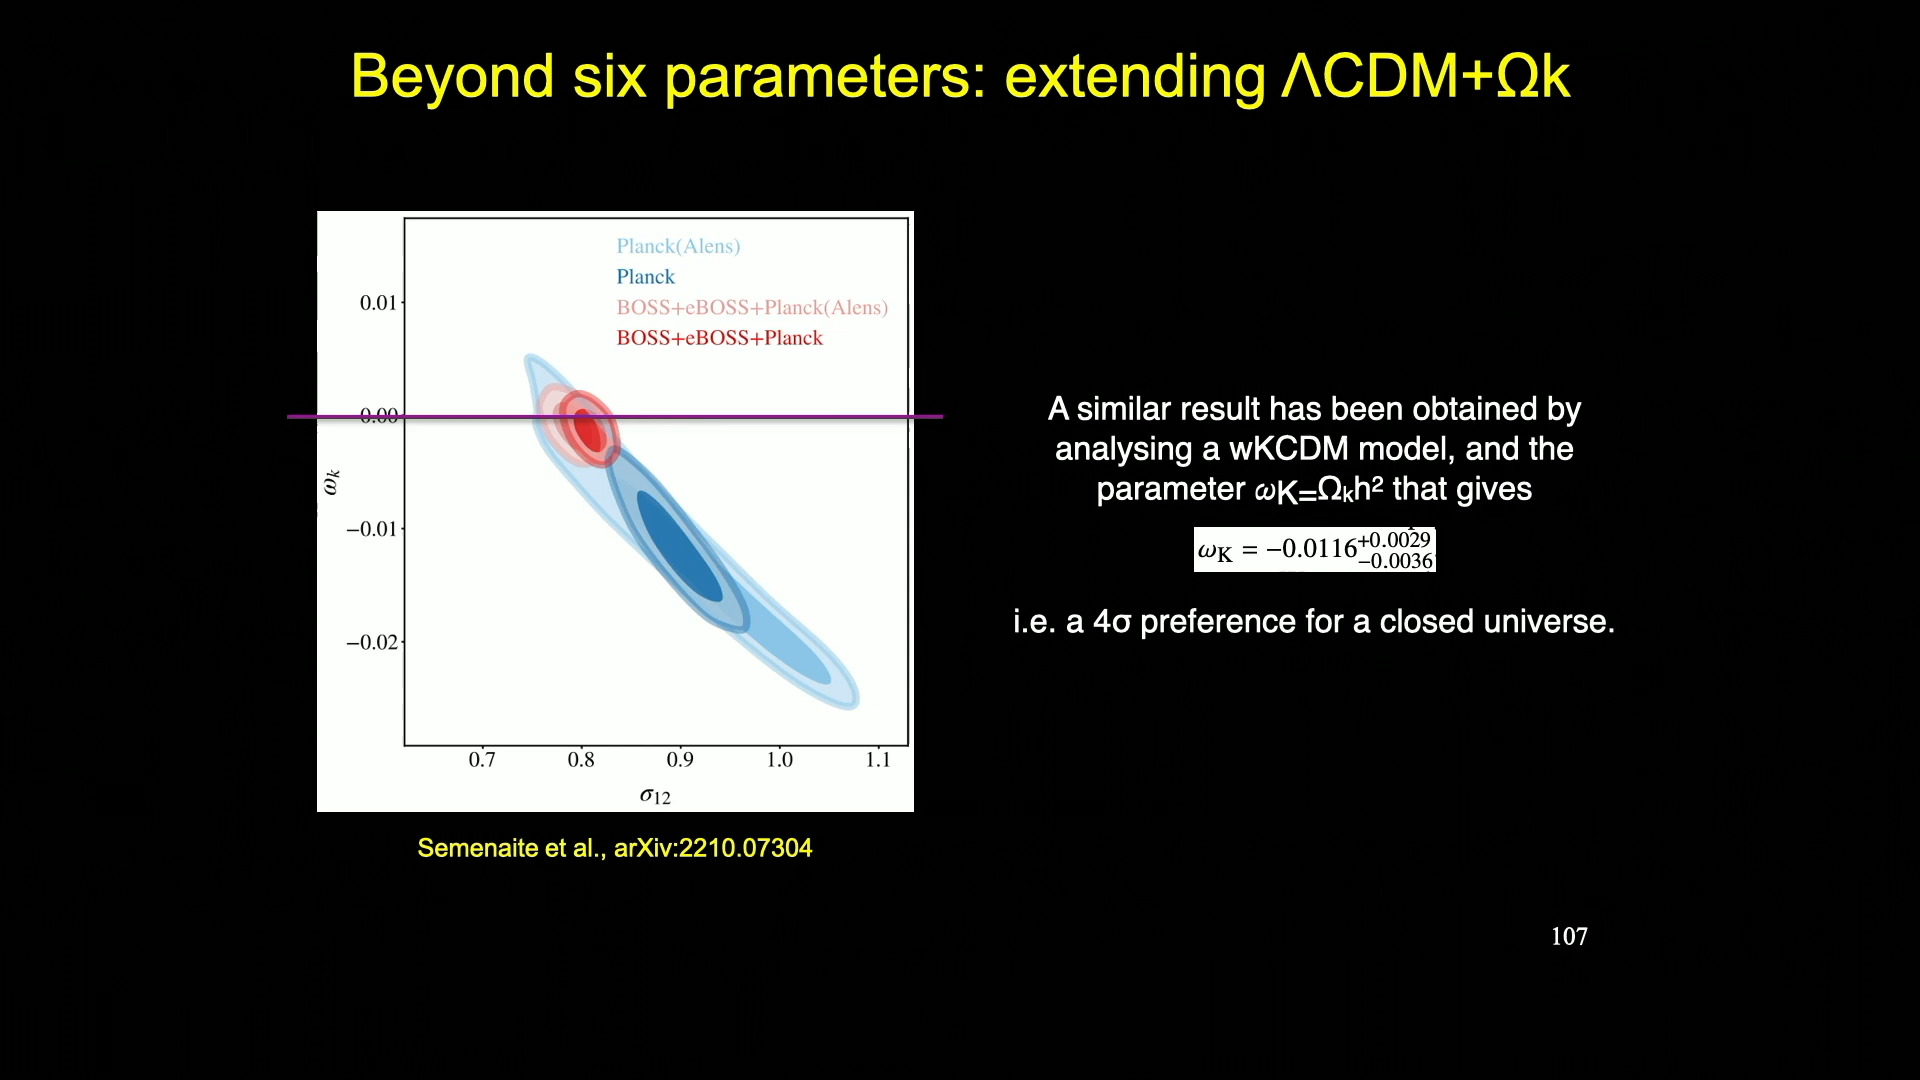 Beyond six parameters: extending ΛCDM+Ωk
Planck(Alens)
Planck
BOSS+eBOSS+Planck(Alens)
BOSS+eBOSS+Planck
0.01
0.00
−0.01
−0.02
ωk
0.7 0.8 0.9 1.0 1.1
σ12
Semenaite et al., arXiv:2210.07304
A similar result has been obtained by
analysing a wKCDM model, and the
parameter ωK=Ωkh² that gives
ωK = −0.0116+0.0029−0.0036
i.e. a 4σ preference for a closed universe.
107